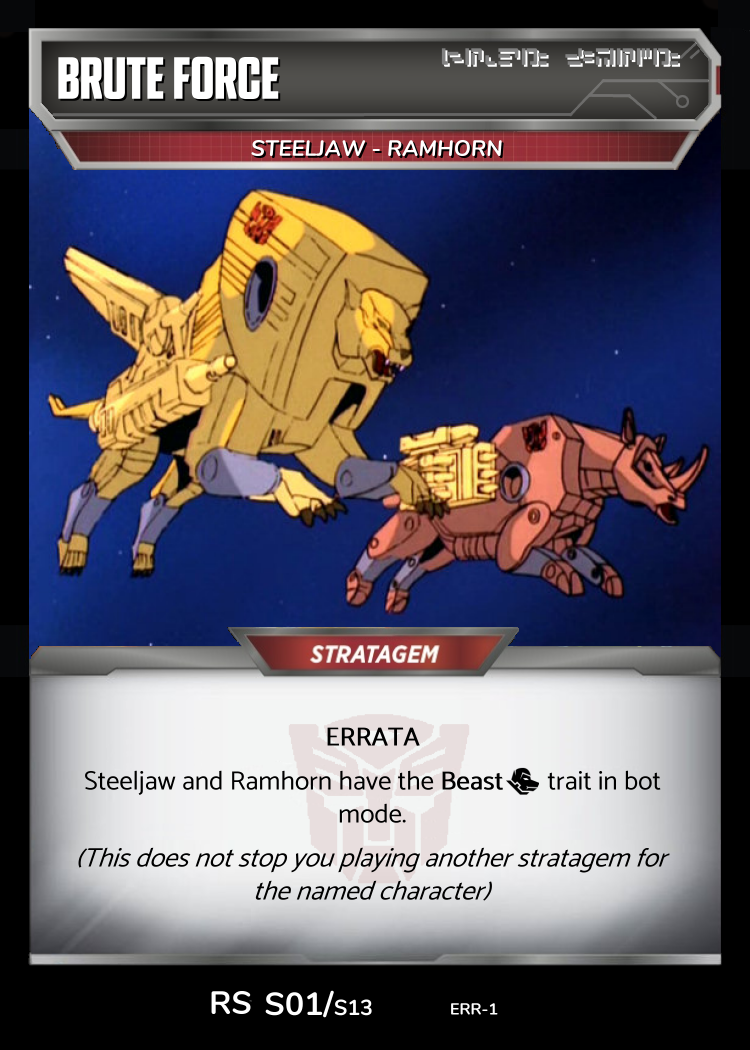 BRUTE FORCE
STEELJAW - RAMHORN
STRATAGEM
ERRATA
Steeljaw and Ramhorn have the Beast trait in bot
mode.
(This does not stop you playing another stratagem for
the named character)
RS S01/S13 ERR-1